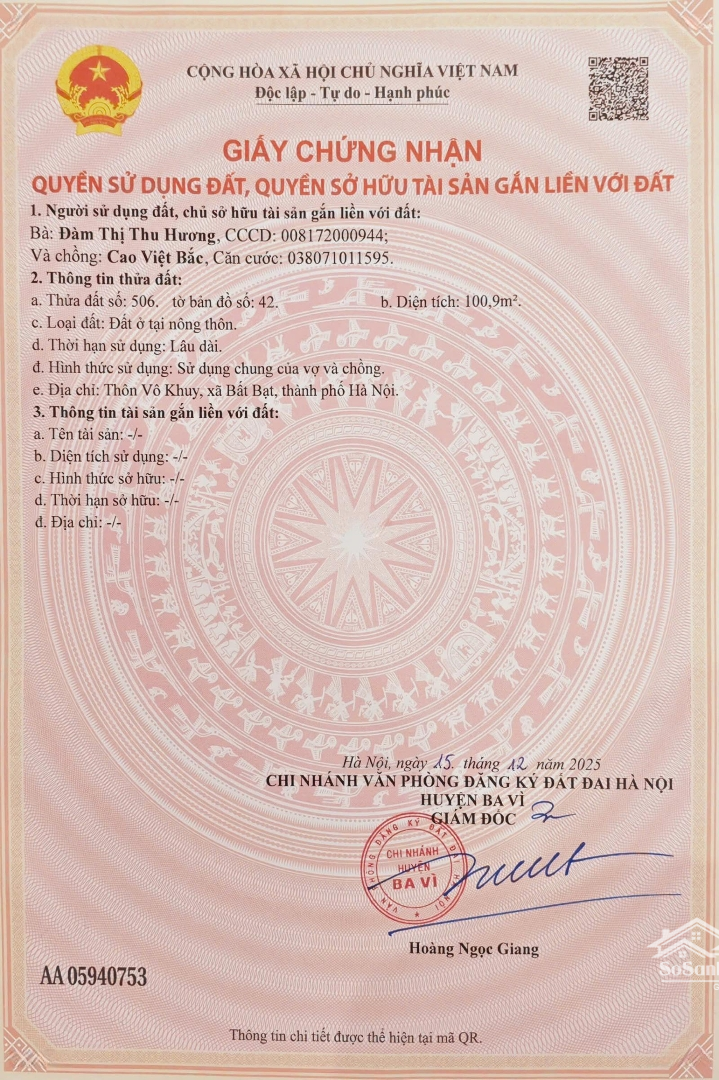 CỘNG HÒA XÃ HỘI CHỦ NGHĨA VIỆT NAM
Độc lập - Tự do - Hạnh phúc
GIẤY CHỨNG NHẬN
QUYỀN SỬ DỤNG ĐẤT, QUYỀN SỞ HỮU TÀI SẢN GẮN LIỀN VỚI ĐẤT
1. Người sử dụng đất, chủ sở hữu tài sản gắn liền với đất:
Bà: Đàm Thị Thu Hương, CCCD: 008172000944;
Và chồng: Cao Việt Bắc, Căn cước: 038071011595.
2. Thông tin thửa đất:
a. Thửa đất số: 506. tờ bản đồ số: 42. b. Diện tích: 100,9m².
c. Loại đất: Đất ở tại nông thôn.
d. Thời hạn sử dụng: Lâu dài.
đ. Hình thức sử dụng: Sử dụng chung của vợ và chồng.
e. Địa chỉ: Thôn Vô Khuy, xã Bất Bạt, thành phố Hà Nội.
3. Thông tin tài sản gắn liền với đất:
a. Tên tài sản: -/-
b. Diện tích sử dụng: -/-
c. Hình thức sở hữu: -/-
d. Thời hạn sở hữu: -/-
đ. Địa chỉ: -/-
Hà Nội, ngày 15. tháng 12 năm 2025
CHI NHÁNH VĂN PHÒNG ĐĂNG KÝ ĐẤT ĐAI HÀ NỘI
HUYỆN BA VÌ
GIÁM ĐỐC
VĂN PHÒNG ĐĂNG KÝ ĐẤT ĐAI HÀ NỘI
CHI NHÁNH
HUYỆN
BA VÌ
Hoàng Ngọc Giang
AA 05940753
Thông tin chi tiết được thể hiện tại mã QR.